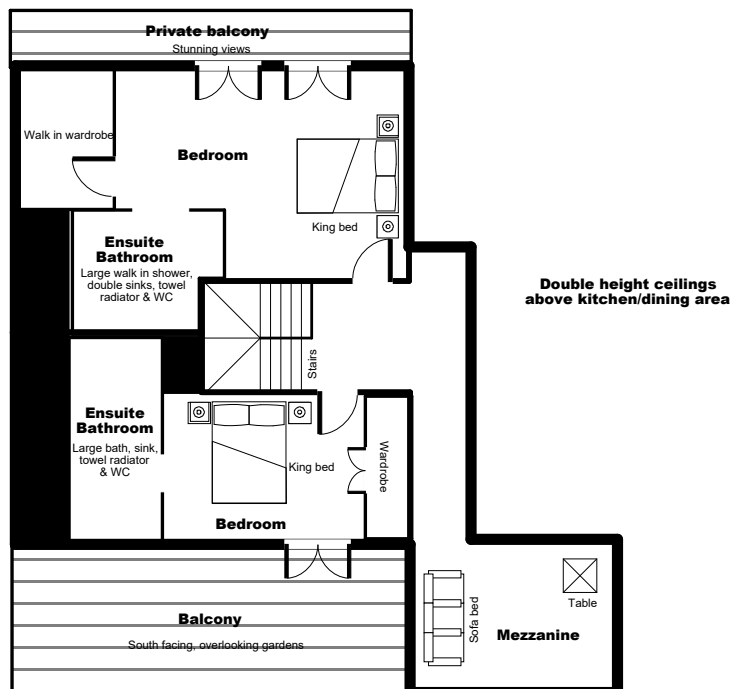 Private balcony
Stunning views
Walk in wardrobe
Bedroom
King bed
Ensuite
Bathroom
Large walk in shower,
double sinks, towel
radiator & WC
Double height ceilings
above kitchen/dining area
Stairs
Ensuite
Bathroom
Large bath, sink,
towel radiator
& WC
King bed
Wardrobe
Bedroom
Balcony
South facing, overlooking gardens
Sofa bed
Table
Mezzanine